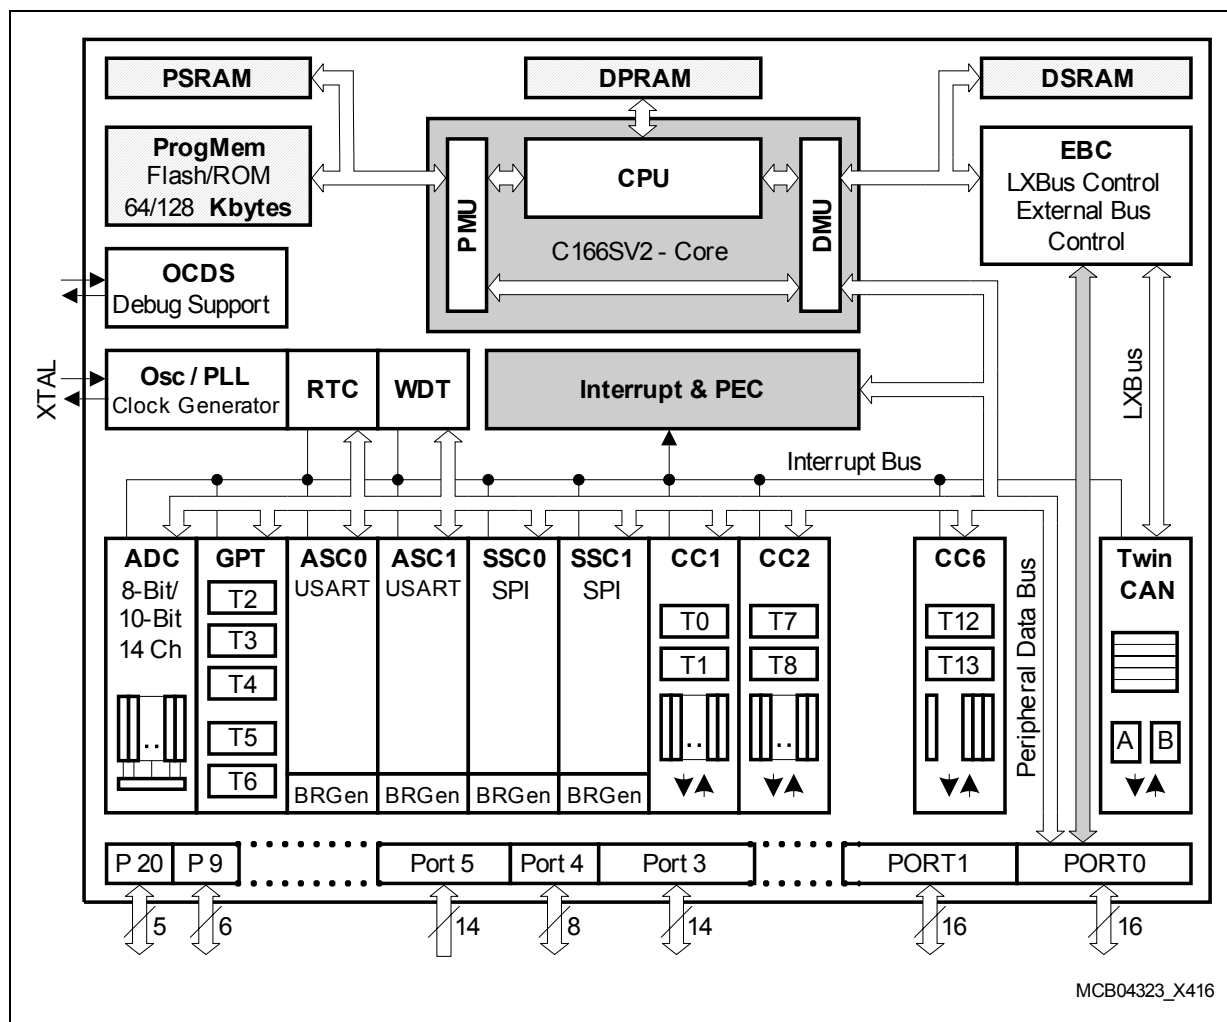 PSRAM
DPRAM
DSRAM
ProgMem
Flash/ROM
64/128 Kbytes
PMU
CPU
DMU
C166SV2 - Core
EBC
LXBus Control
External Bus
Control
OCDS
Debug Support
XTAL
Osc / PLL
Clock Generator
RTC
WDT
Interrupt & PEC
LXBus
Interrupt Bus
ADC
8-Bit/
10-Bit
14 Ch
..
GPT
T2
T3
T4
T5
T6
ASC0
USART
BRGen
ASC1
USART
BRGen
SSC0
SPI
BRGen
SSC1
SPI
BRGen
CC1
T0
T1
..
CC2
T7
T8
..
CC6
T12
T13
Peripheral Data Bus
Twin
CAN
A
B
P 20
P 9
Port 5
Port 4
Port 3
PORT1
PORT0
5
6
14
8
14
16
16
MCB04323_X416